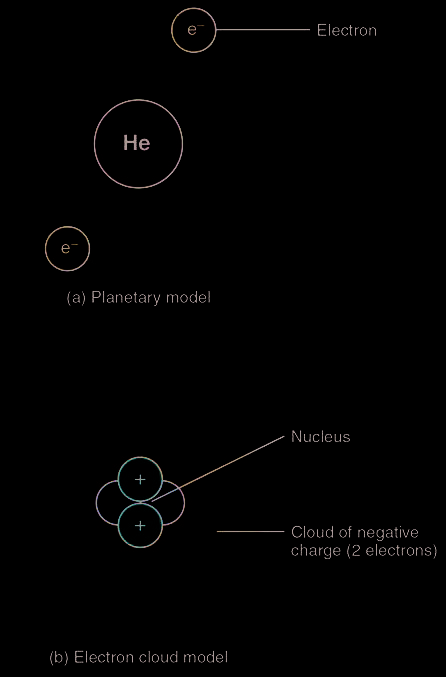 e⁻
Electron
He
e⁻
(a) Planetary model
Nucleus
+
+
Cloud of negative
charge (2 electrons)
(b) Electron cloud model